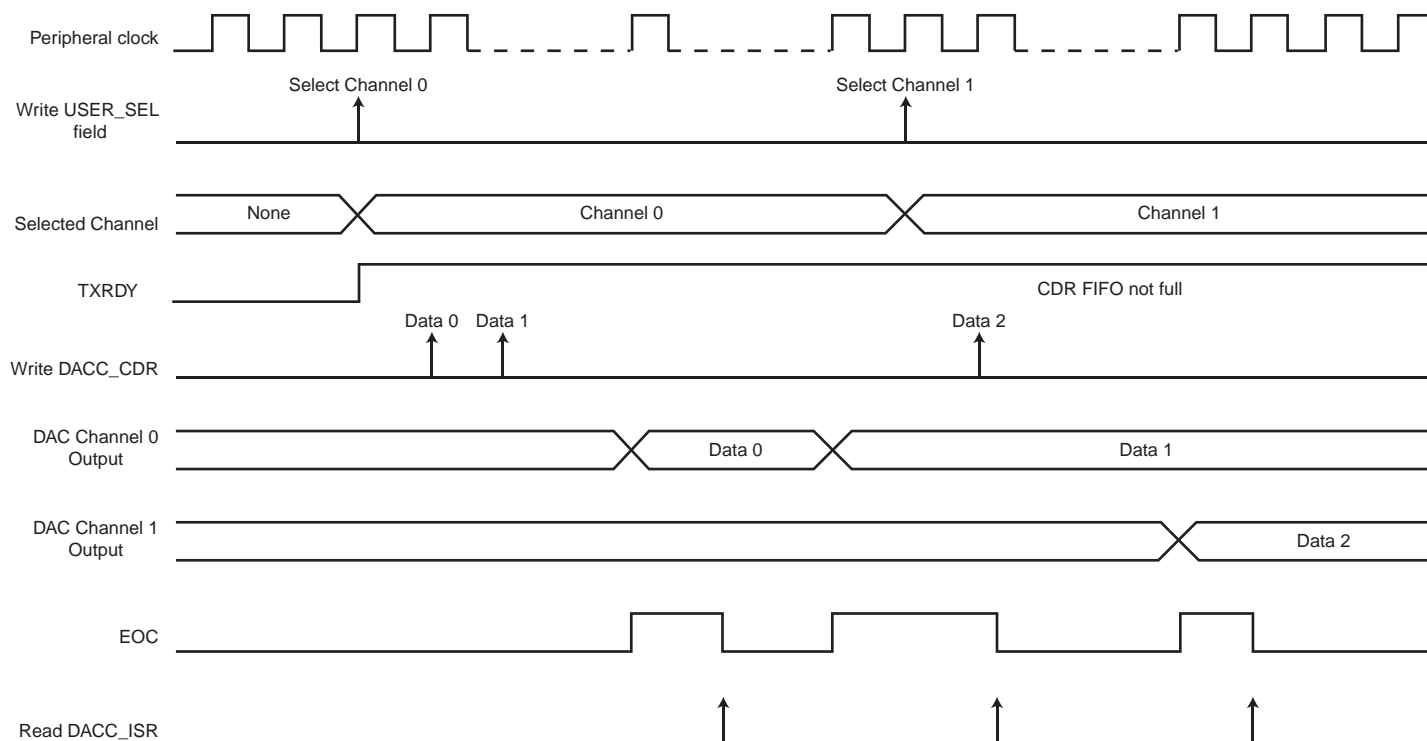 Peripheral clock
Select Channel 0
Select Channel 1
Write USER_SEL
field
Selected Channel
None
Channel 0
Channel 1
TXRDY
CDR FIFO not full
Data 0
Data 1
Data 2
Write DACC_CDR
DAC Channel 0
Output
Data 0
Data 1
DAC Channel 1
Output
Data 2
EOC
Read DACC_ISR